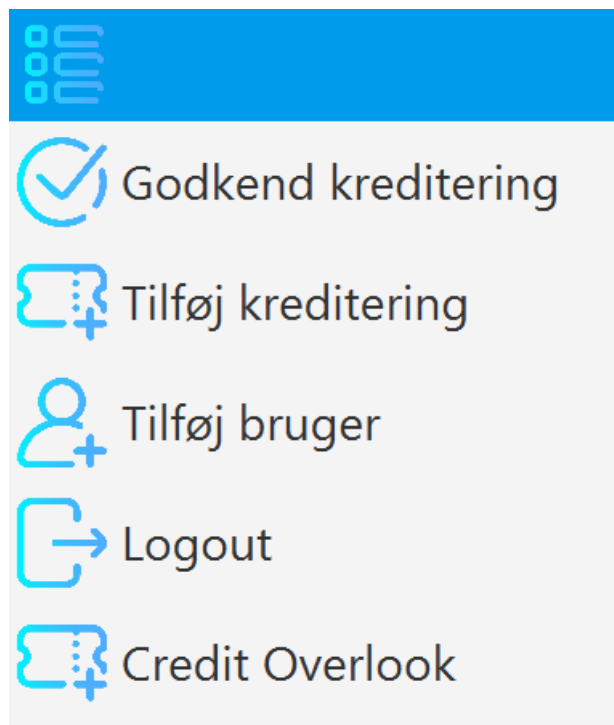 Godkend kreditering
Tilføj kreditering
Tilføj bruger
Logout
Credit Overlook